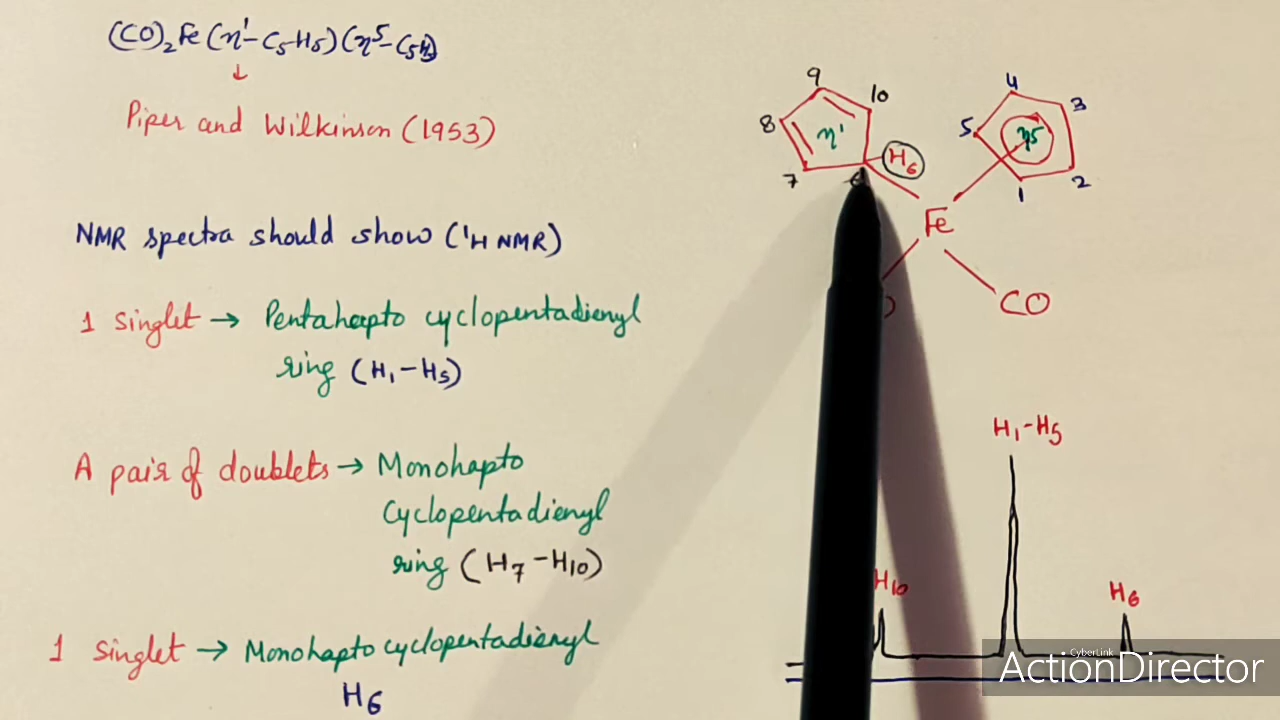 (CO)₂Fe(η¹-C₅H₅)(η⁵-C₅H₅)
↓
Piper and Wilkinson (1953)
NMR spectra should show (¹H NMR)
1 singlet → Pentahapto cyclopentadienyl
ring (H₁-H₅)
A pair of doublets → Monohapto
Cyclopentadienyl
ring (H₇-H₁₀)
1 singlet → Monohapto cyclopentadienyl
H₆
9
10
8
η¹
H₆
7
6
4
3
5
η⁵
2
1
Fe
CO
H₁-H₅
H₁₀
H₆
CyberLink
ActionDirector